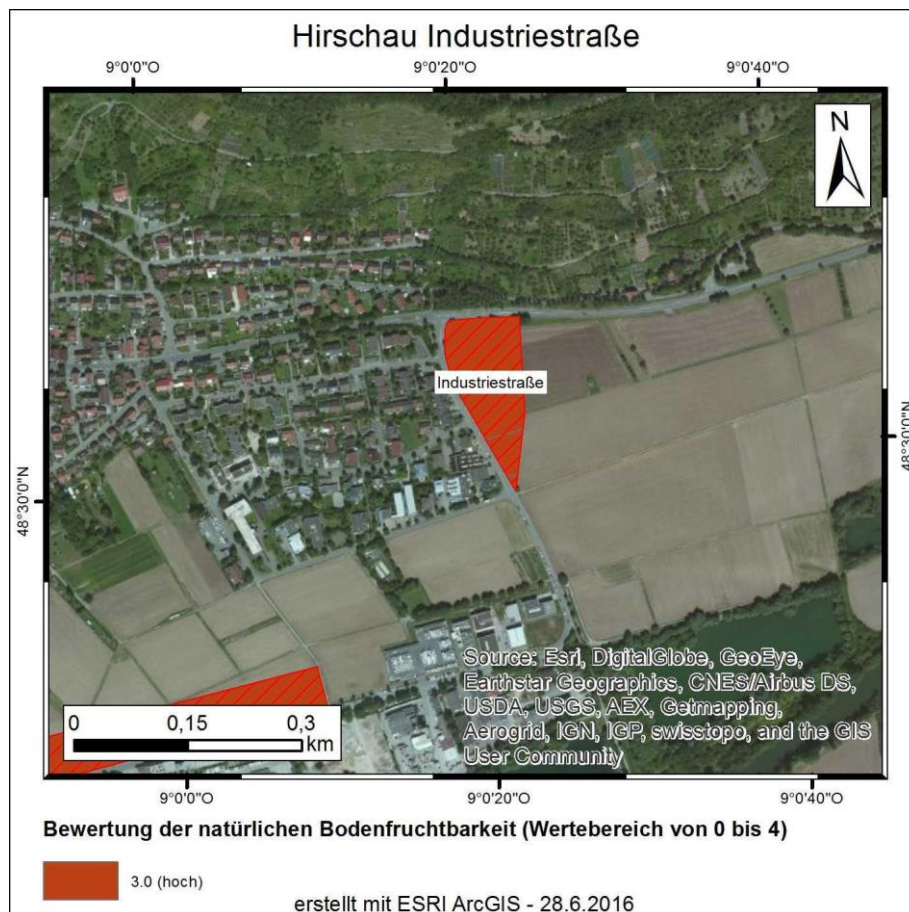 Hirschau Industriestraße
9°0'0"O
9°0'20"O
9°0'40"O
N
Industriestraße
48°30'0"N
48°30'0"N
Source: Esri, DigitalGlobe, GeoEye,
Earthstar Geographics, CNES/Airbus DS,
USDA, USGS, AEX, Getmapping,
Aerogrid, IGN, IGP, swisstopo, and the GIS
User Community
0 0,15 0,3
km
9°0'0"O
9°0'20"O
9°0'40"O
Bewertung der natürlichen Bodenfruchtbarkeit (Wertebereich von 0 bis 4)
3.0 (hoch)
erstellt mit ESRI ArcGIS - 28.6.2016